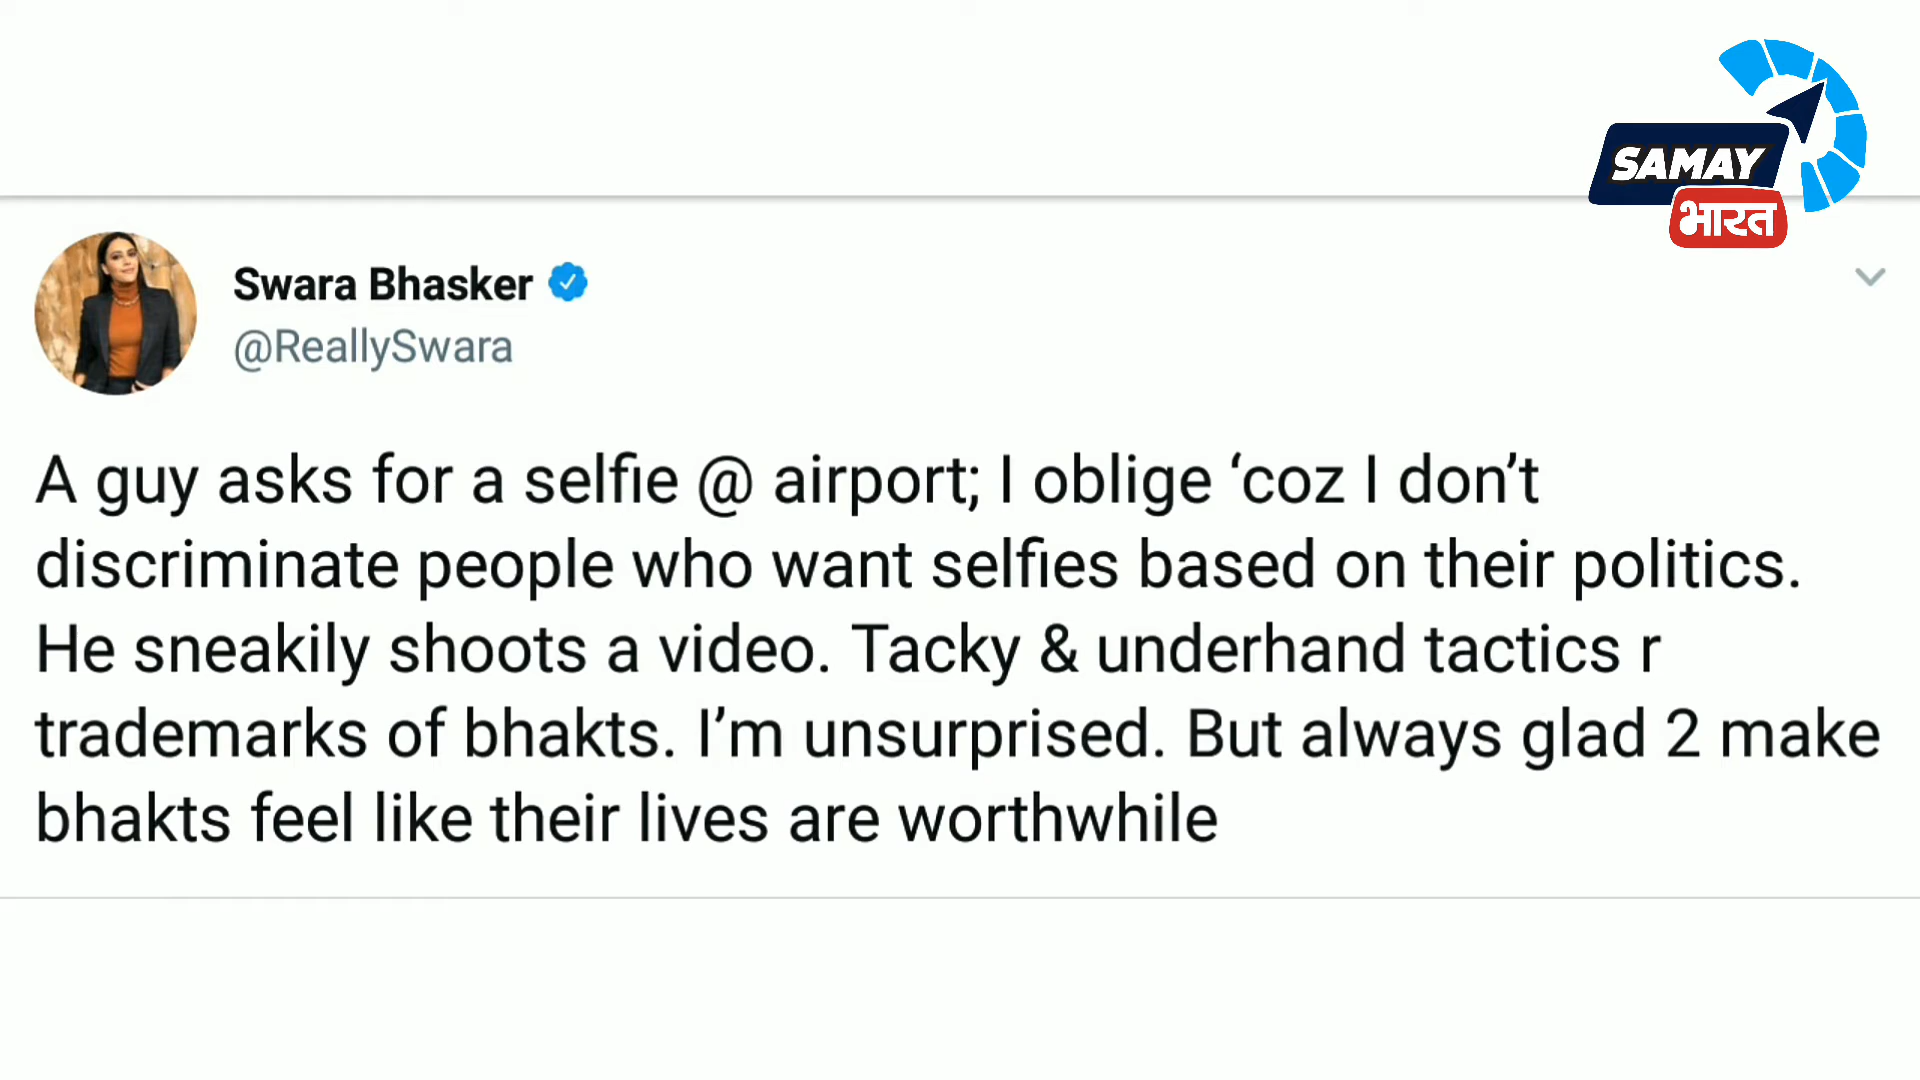 SAMAY
भारत
Swara Bhasker
@ReallySwara
A guy asks for a selfie @ airport; I oblige ‘coz I don’t
discriminate people who want selfies based on their politics.
He sneakily shoots a video. Tacky & underhand tactics r
trademarks of bhakts. I’m unsurprised. But always glad 2 make
bhakts feel like their lives are worthwhile